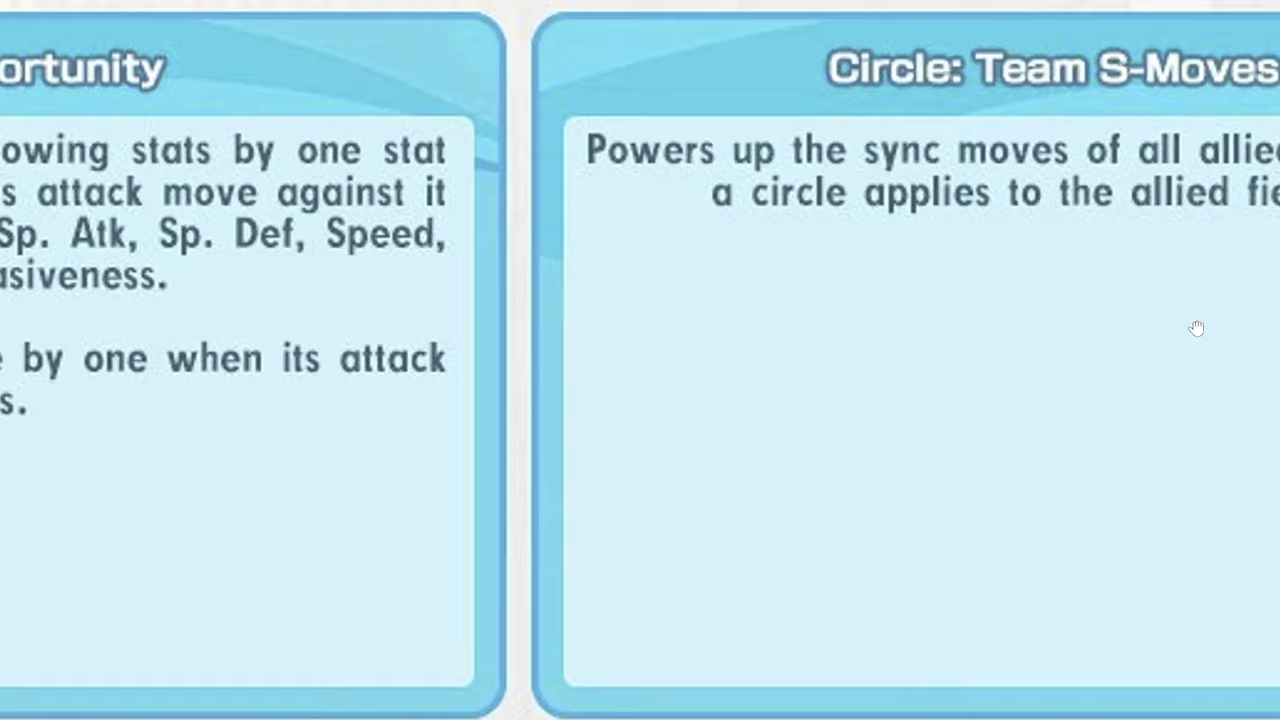 ortunity
owing stats by one stat
s attack move against it
Sp. Atk, Sp. Def, Speed,
asiveness.
e by one when its attack
s.
Circle: Team S-Moves
Powers up the sync moves of all allied
a circle applies to the allied fie